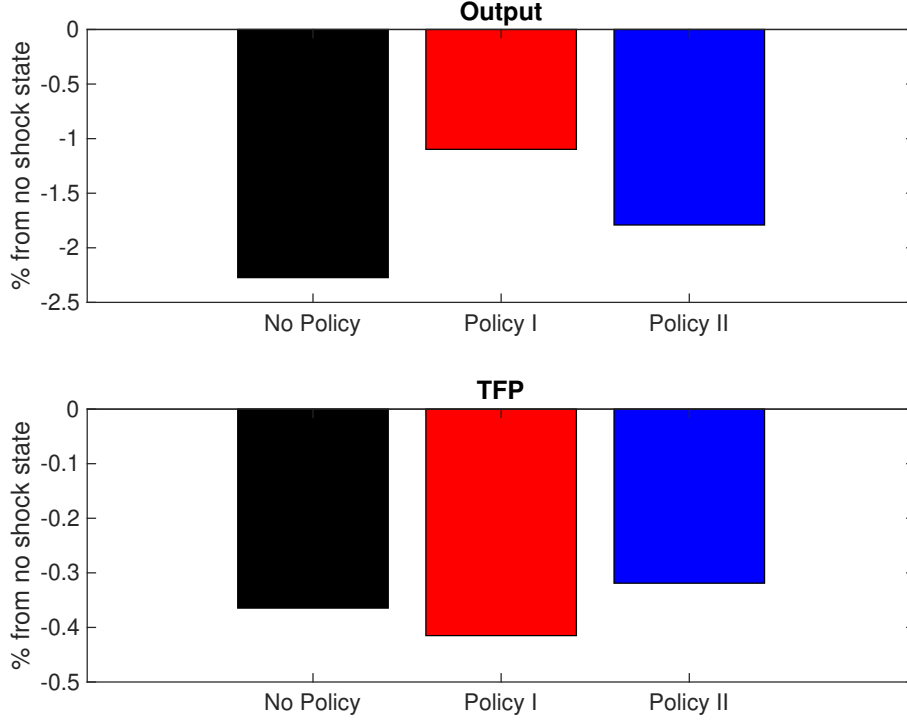 Output
% from no shock state
0
-0.5
-1
-1.5
-2
-2.5
No Policy
Policy I
Policy II
TFP
% from no shock state
0
-0.1
-0.2
-0.3
-0.4
-0.5
No Policy
Policy I
Policy II